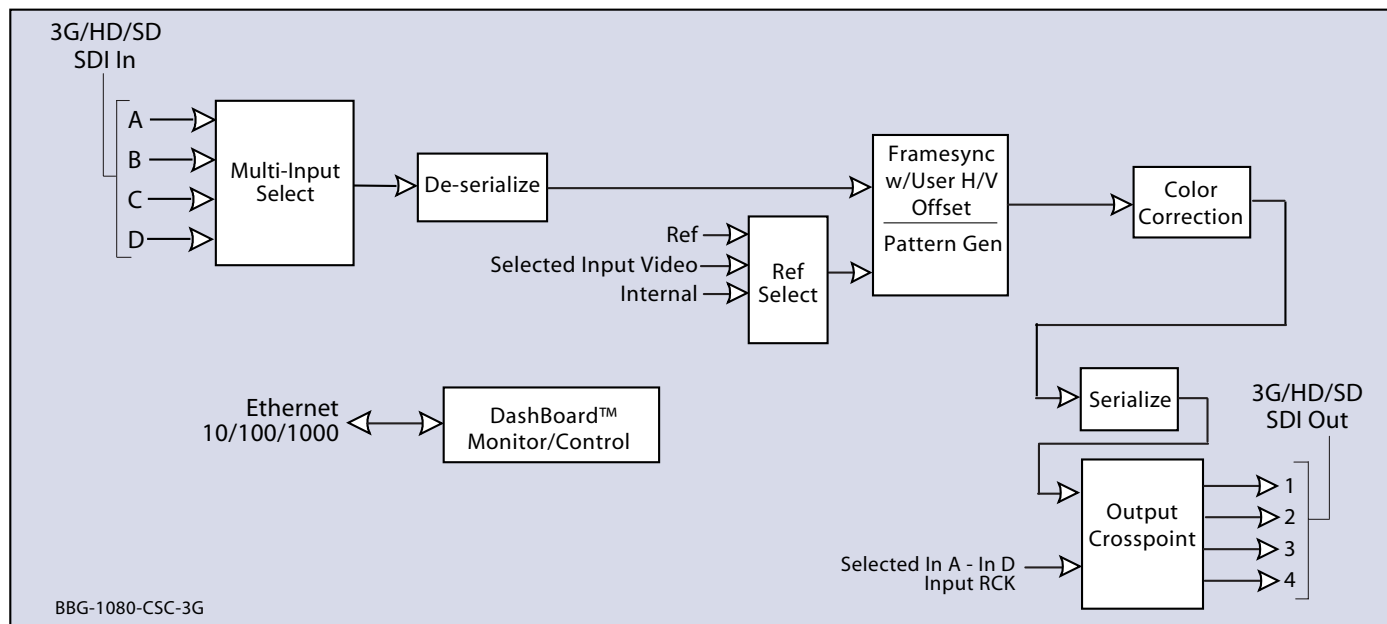 3G/HD/SD
SDI In
A
B
C
D
Multi-Input
Select
De-serialize
Ref
Selected Input Video
Internal
Ref
Select
Framesync
w/User H/V
Offset
Pattern Gen
Color
Correction
Ethernet
10/100/1000
DashBoard™
Monitor/Control
Serialize
3G/HD/SD
SDI Out
Output
Crosspoint
1
2
3
4
Selected In A - In D
Input RCK
BBG-1080-CSC-3G